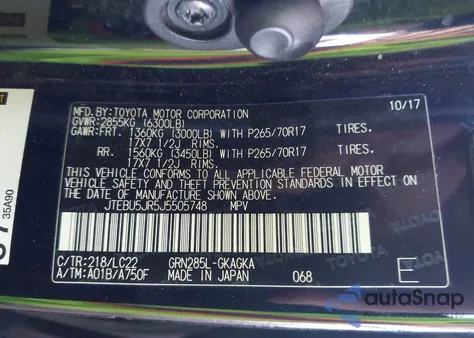 MFD.BY:TOYOTA MOTOR CORPORATION 10/17
GVWR:2855KG (6300LB)
GAWR:FRT. 1360KG (3000LB) WITH P265/70R17 TIRES.
17X7 1/2J RIMS.
RR. 1560KG (3450LB) WITH P265/70R17 TIRES.
17X7 1/2J RIMS.
THIS VEHICLE CONFORMS TO ALL APPLICABLE FEDERAL MOTOR
VEHICLE SAFETY AND THEFT PREVENTION STANDARDS IN EFFECT ON
THE DATE OF MANUFACTURE SHOWN ABOVE.
JTEBU5JR5J5505748 MPV
C/TR:218/LC22 GRN285L-GKAGKA
A/TM:A01B/A750F MADE IN JAPAN 068 E
35A90
autoSnap